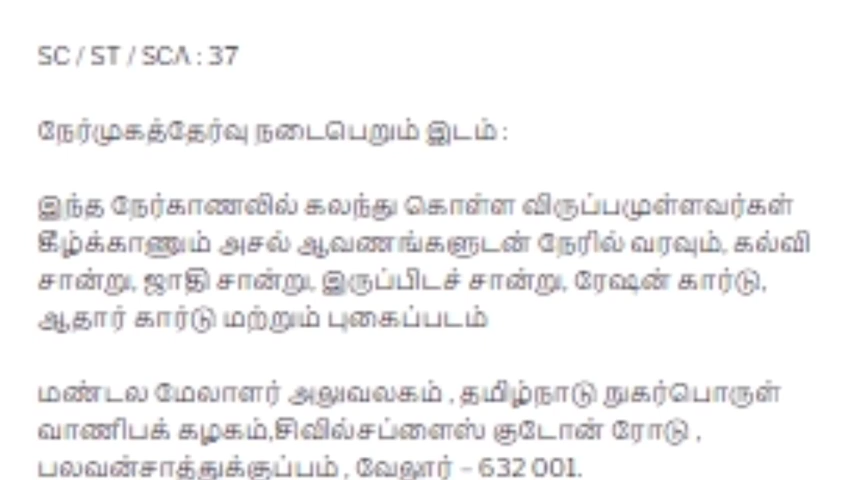 SC / ST / SCA : 37
நேர்முகத்தேர்வு நடைபெறும் இடம் :
இந்த நேர்காணலில் கலந்து கொள்ள விருப்பமுள்ளவர்கள்
கீழ்க்காணும் அசல் ஆவணங்களுடன் நேரில் வரவும், கல்வி
சான்று, ஜாதி சான்று, இருப்பிடச் சான்று, ரேஷன் கார்டு,
ஆதார் கார்டு மற்றும் புகைப்படம்
மண்டல மேலாளர் அலுவலகம் , தமிழ்நாடு நுகர்பொருள்
வாணிபக் கழகம்,சிவில்சப்ளைஸ் குடோன் ரோடு ,
பலவன்சாத்துக்குப்பம் , வேலூர் – 632 001.